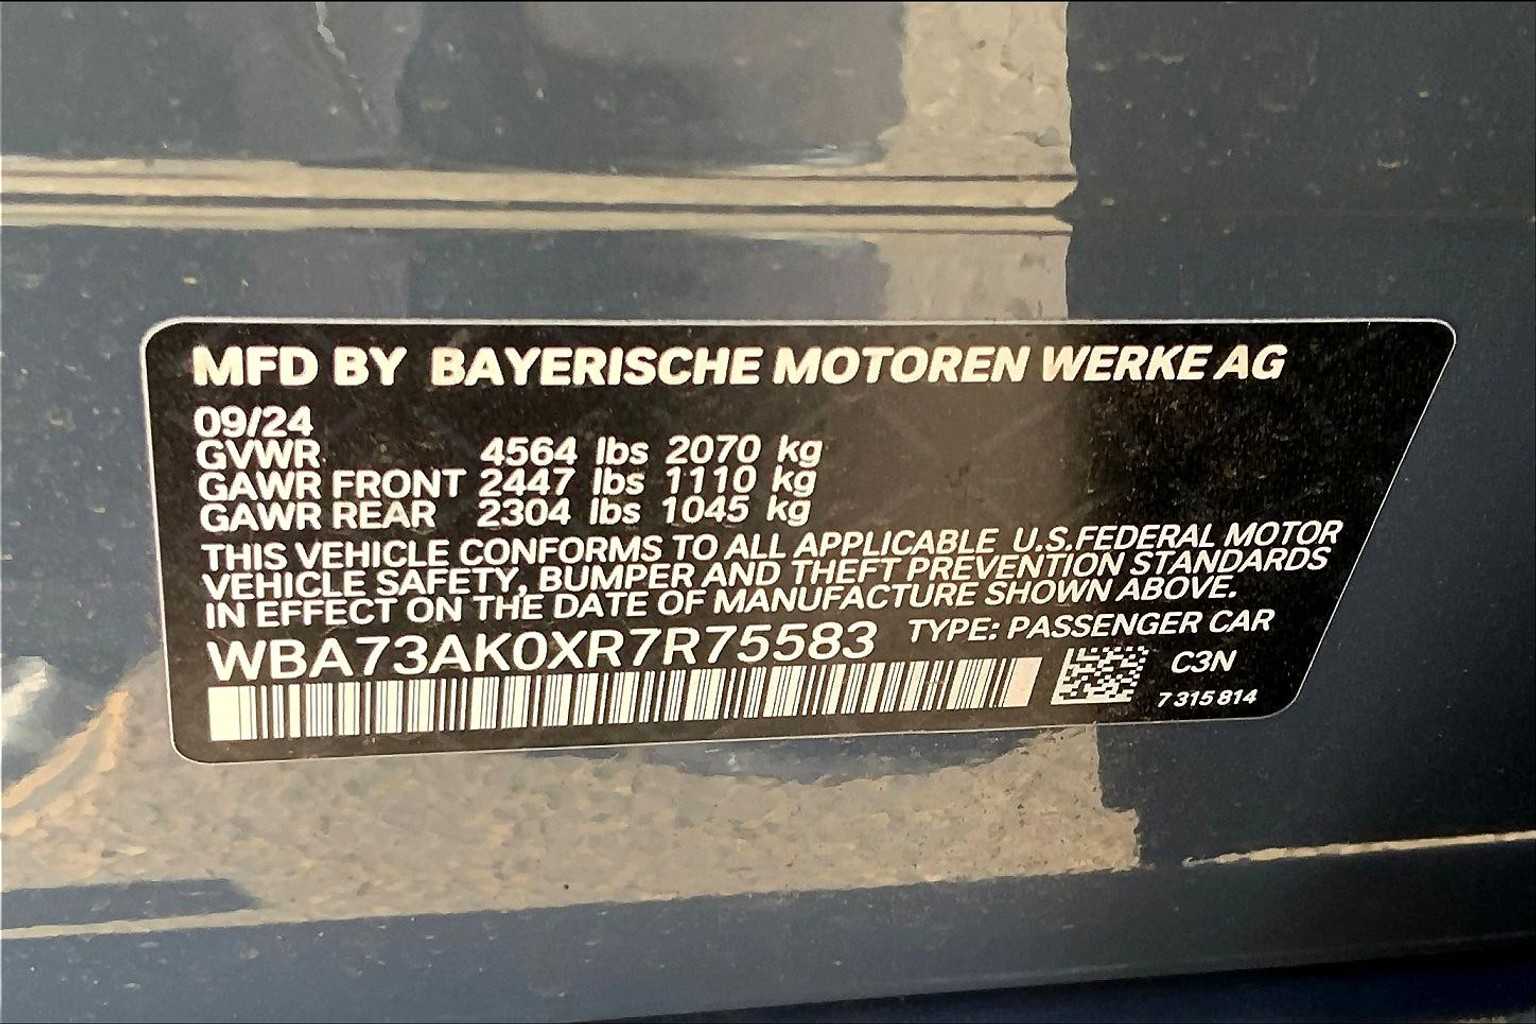 MFD BY BAYERISCHE MOTOREN WERKE AG
09/24
GVWR 4564 lbs 2070 kg
GAWR FRONT 2447 lbs 1110 kg
GAWR REAR 2304 lbs 1045 kg
THIS VEHICLE CONFORMS TO ALL APPLICABLE U.S.FEDERAL MOTOR
VEHICLE SAFETY, BUMPER AND THEFT PREVENTION STANDARDS
IN EFFECT ON THE DATE OF MANUFACTURE SHOWN ABOVE.
WBA73AK0XR7R75583 TYPE: PASSENGER CAR
C3N
7 315 814